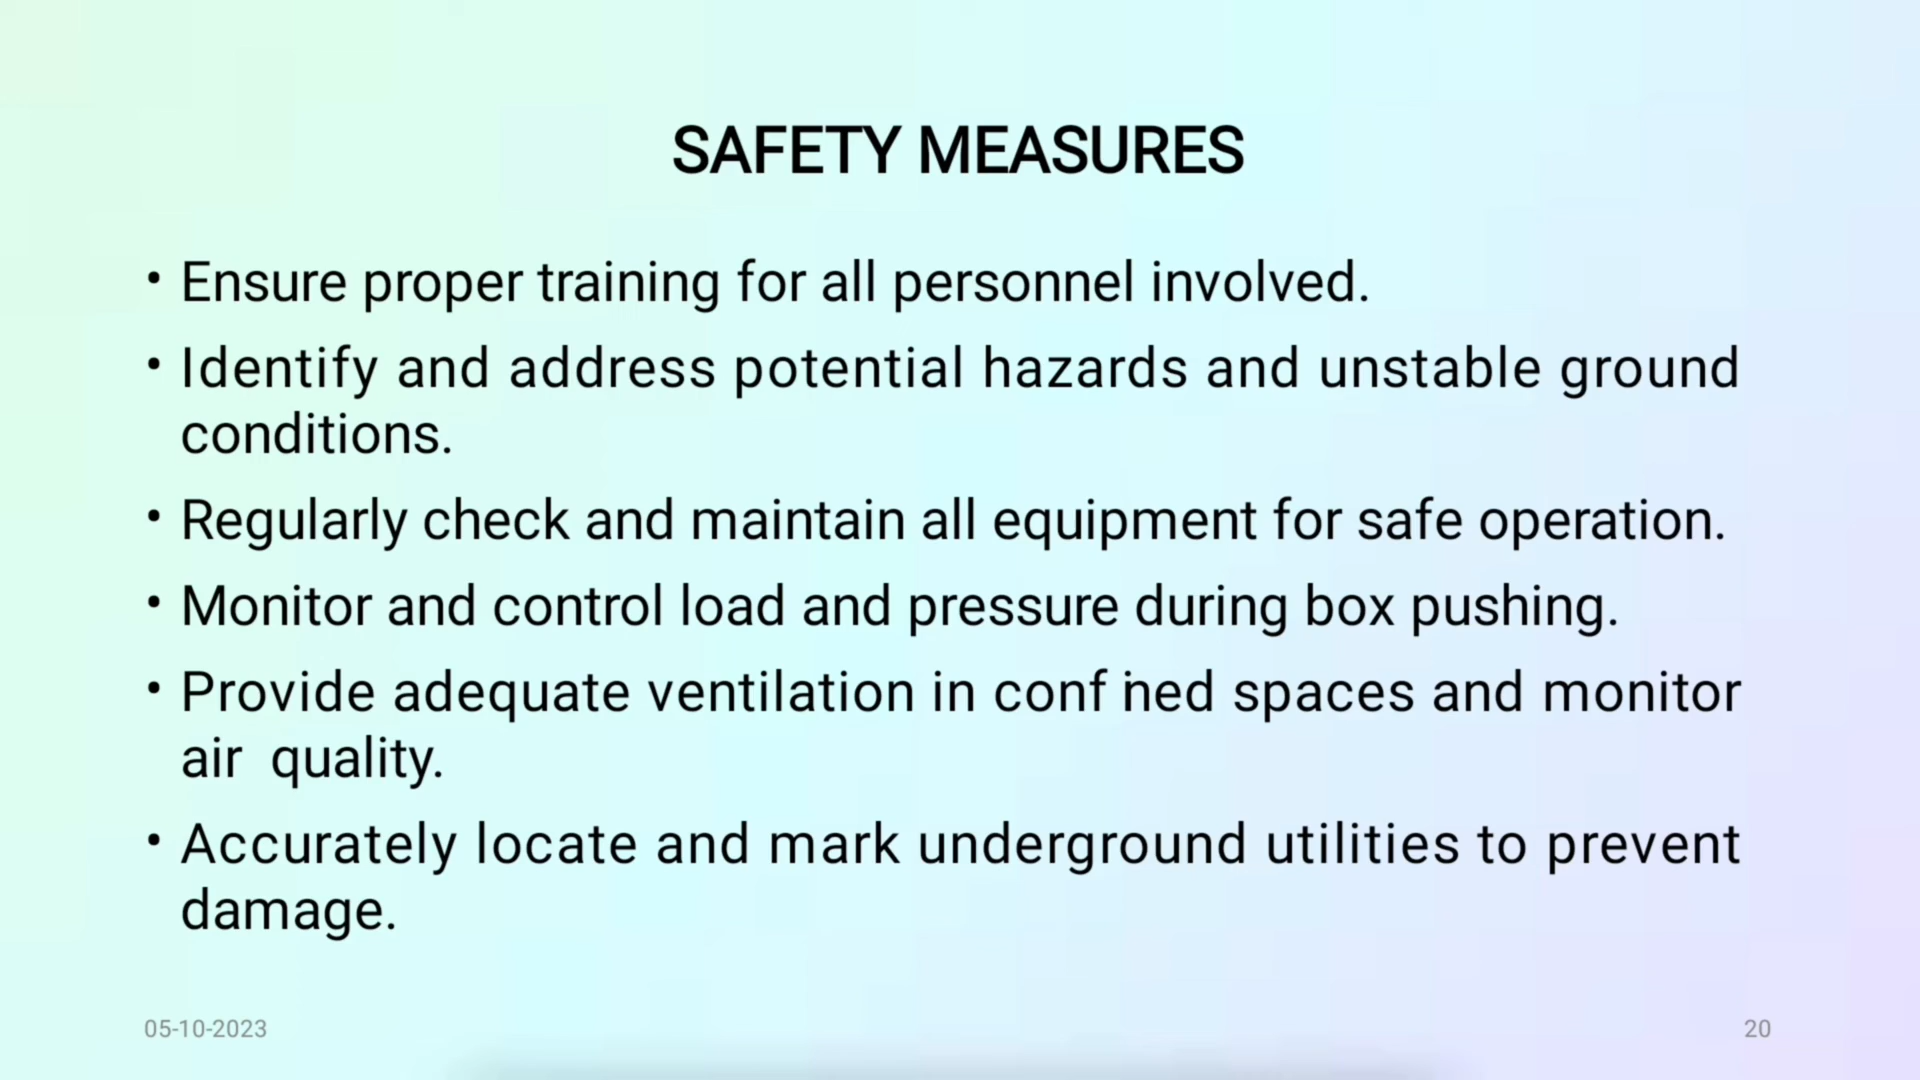 SAFETY MEASURES
• Ensure proper training for all personnel involved.
• Identify and address potential hazards and unstable ground
conditions.
• Regularly check and maintain all equipment for safe operation.
• Monitor and control load and pressure during box pushing.
• Provide adequate ventilation in confined spaces and monitor
air quality.
• Accurately locate and mark underground utilities to prevent
damage.
05-10-2023
20